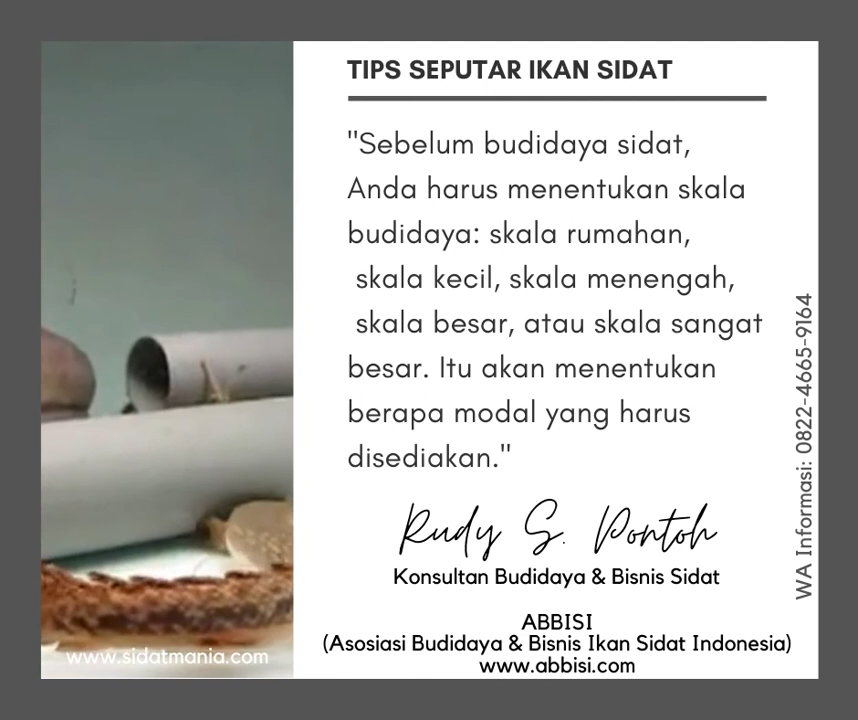 TIPS SEPUTAR IKAN SIDAT
"Sebelum budidaya sidat,
Anda harus menentukan skala
budidaya: skala rumahan,
skala kecil, skala menengah,
skala besar, atau skala sangat
besar. Itu akan menentukan
berapa modal yang harus
disediakan."
Rudy S. Pontoh
Konsultan Budidaya & Bisnis Sidat
ABBISI
(Asosiasi Budidaya & Bisnis Ikan Sidat Indonesia)
www.abbisi.com
WA Informasi: 0822-4665-9164
www.sidatmania.com